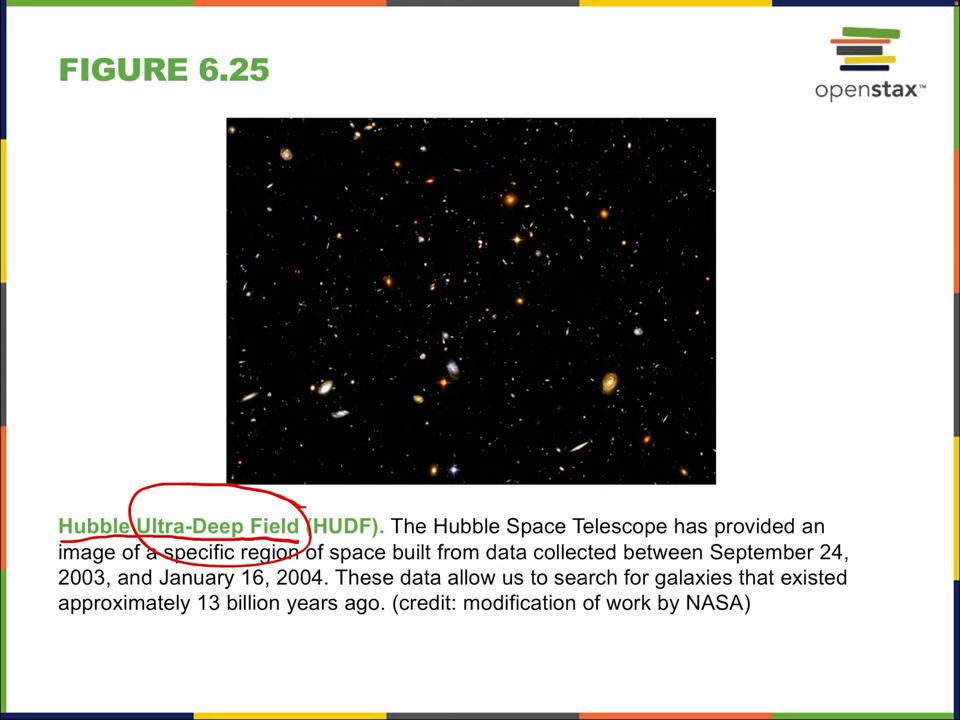 FIGURE 6.25
openstax™
Hubble Ultra-Deep Field (HUDF). The Hubble Space Telescope has provided an
image of a specific region of space built from data collected between September 24,
2003, and January 16, 2004. These data allow us to search for galaxies that existed
approximately 13 billion years ago. (credit: modification of work by NASA)